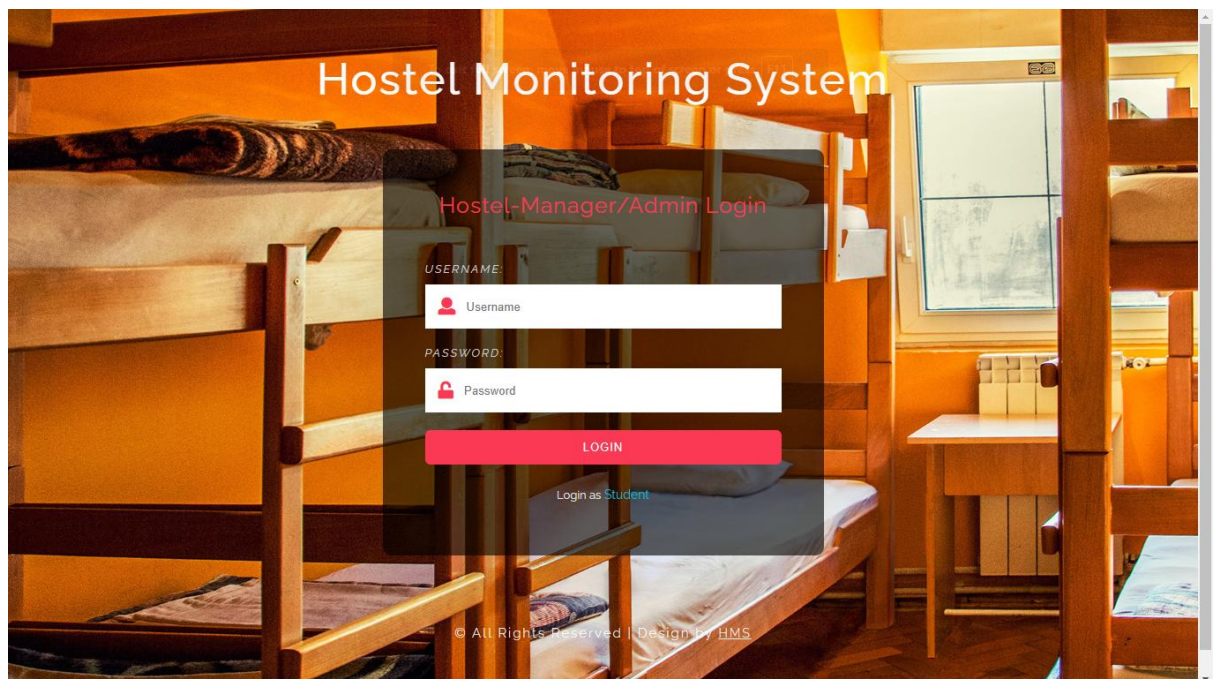 Hostel Monitoring System
Hostel-Manager/Admin Login
USERNAME:
Username
PASSWORD:
Password
LOGIN
Login as Student
© All Rights Reserved | Design by HMS